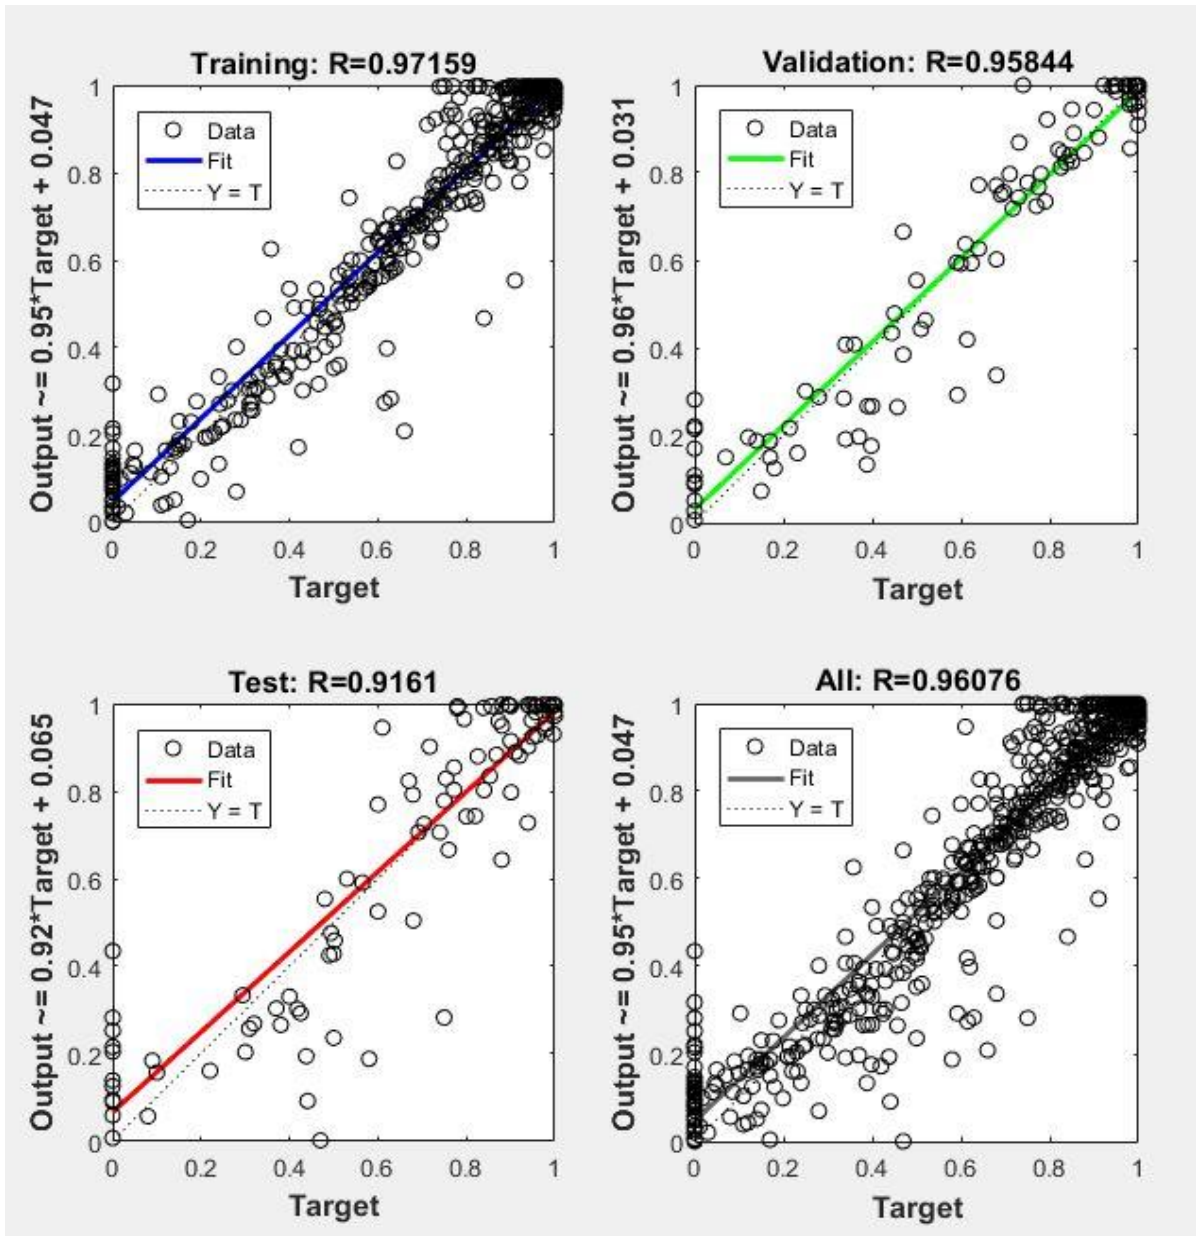 Training: R=0.97159
Output ~= 0.95*Target + 0.047
1
0.8
0.6
0.4
0.2
0
Data
Fit
Y = T
0 0.2 0.4 0.6 0.8 1
Target
Validation: R=0.95844
Output ~= 0.96*Target + 0.031
1
0.8
0.6
0.4
0.2
0
Data
Fit
Y = T
0 0.2 0.4 0.6 0.8 1
Target
Test: R=0.9161
Output ~= 0.92*Target + 0.065
1
0.8
0.6
0.4
0.2
0
Data
Fit
Y = T
0 0.2 0.4 0.6 0.8 1
Target
All: R=0.96076
Output ~= 0.95*Target + 0.047
1
0.8
0.6
0.4
0.2
0
Data
Fit
Y = T
0 0.2 0.4 0.6 0.8 1
Target